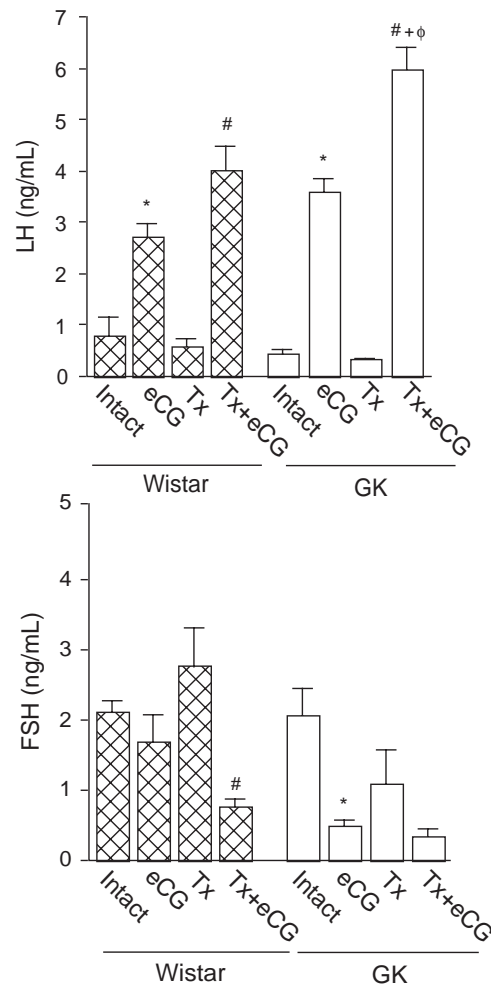 7
# + ϕ
6
5
#
4
*
LH (ng/mL)
*
3
2
1
0
Intact eCG Tx Tx+eCG Intact eCG Tx Tx+eCG
Wistar GK
5
4
FSH (ng/mL)
3
2
#
1
*
0
Intact eCG Tx Tx+eCG Intact eCG Tx Tx+eCG
Wistar GK